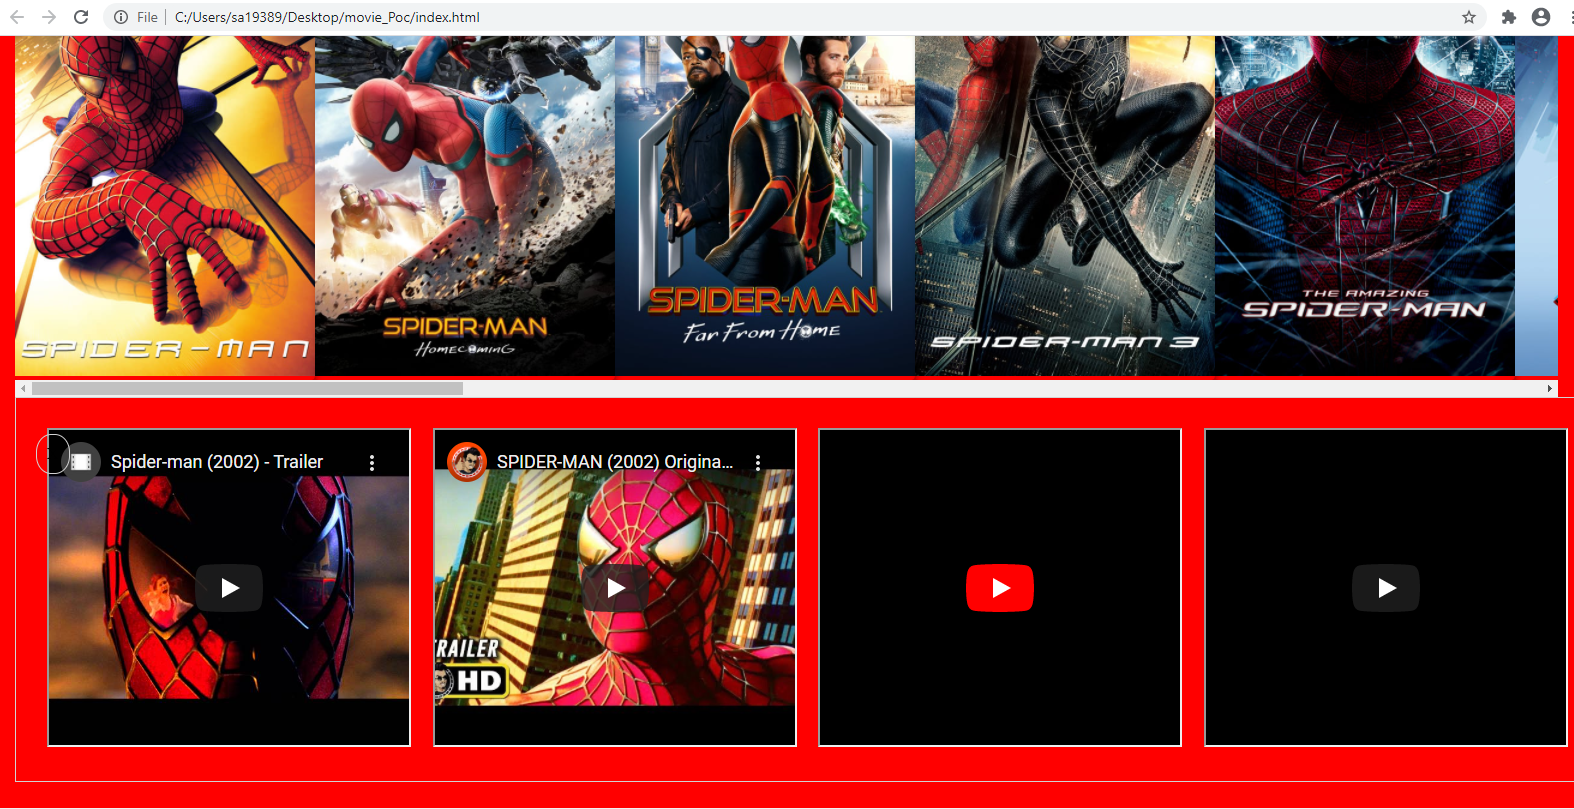 File
C:/Users/sa19389/Desktop/movie_Poc/index.html
SPIDER-MAN
SPIDER-MAN
HOMECOMING
SPIDER-MAN
Far From Home
SPIDER-MAN 3
THE AMAZING
SPIDER-MAN
Spider-man (2002) - Trailer
SPIDER-MAN (2002) Origina...
RAILER
HD